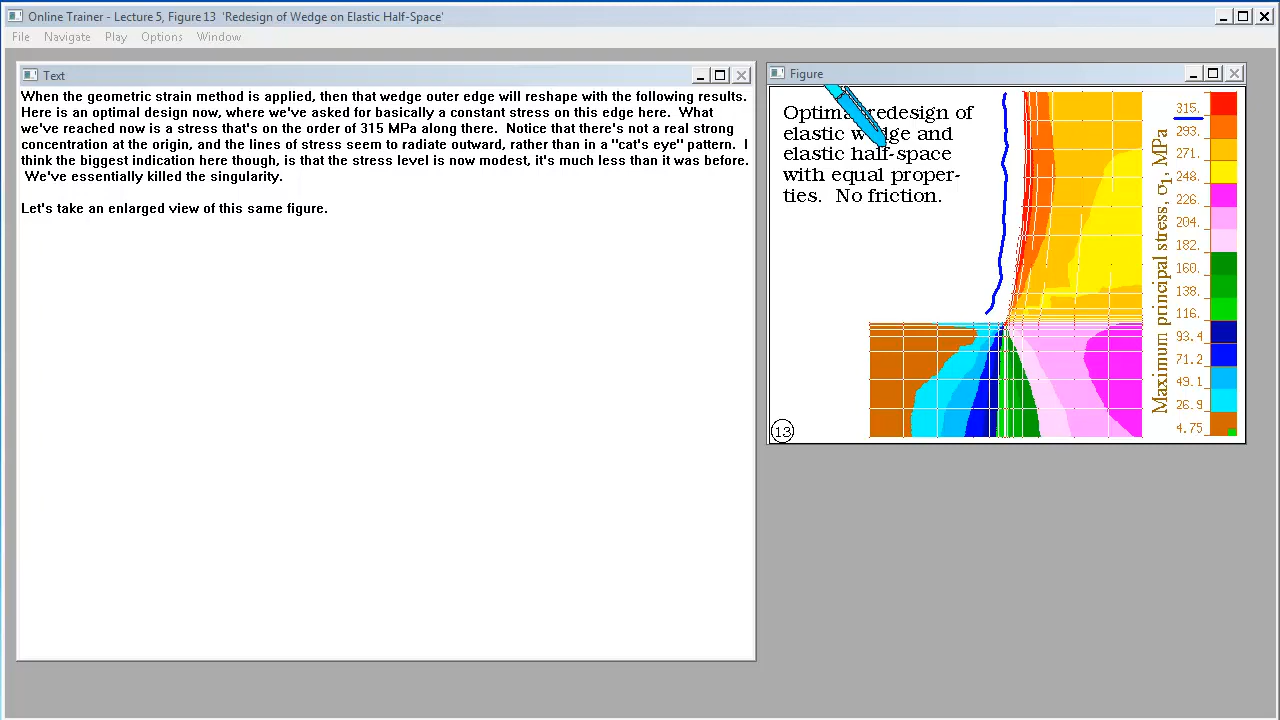 Online Trainer - Lecture 5, Figure 13 'Redesign of Wedge on Elastic Half-Space'
File Navigate Play Options Window
Text
When the geometric strain method is applied, then that wedge outer edge will reshape with the following results.
Here is an optimal design now, where we've asked for basically a constant stress on this edge here. What
we've reached now is a stress that's on the order of 315 MPa along there. Notice that there's not a real strong
concentration at the origin, and the lines of stress seem to radiate outward, rather than in a "cat's eye" pattern. I
think the biggest indication here though, is that the stress level is now modest, it's much less than it was before.
We've essentially killed the singularity.
Let's take an enlarged view of this same figure.
Figure
Optimal redesign of
elastic wedge and
elastic half-space
with equal proper-
ties. No friction.
13
Maximum principal stress, σ1, MPa
315.
293.
271.
248.
226.
204.
182.
160.
138.
116.
93.4
71.2
49.1
26.9
4.75